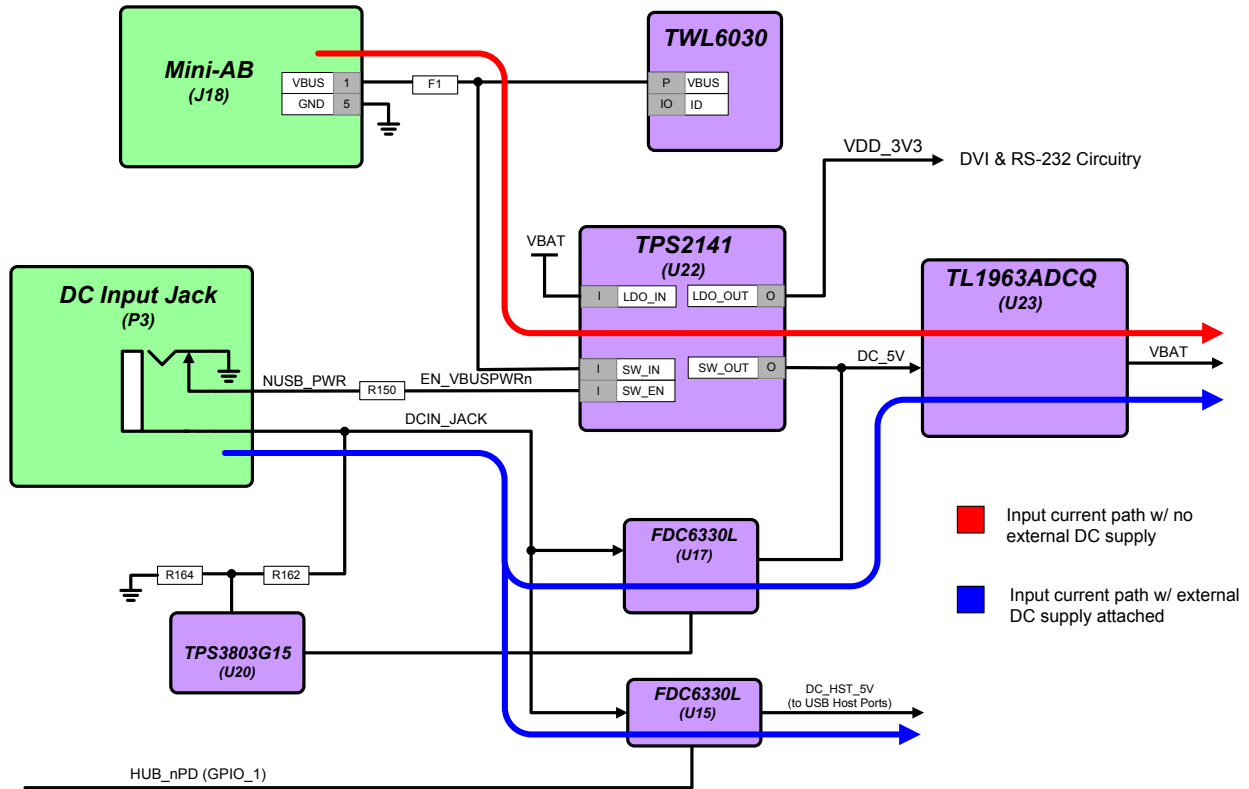 Mini-AB
(J18)
VBUS 1
GND 5
F1
TWL6030
P VBUS
IO ID
VDD_3V3
DVI & RS-232 Circuitry
VBAT
TPS2141
(U22)
I LDO_IN
LDO_OUT O
I SW_IN
I SW_EN
SW_OUT O
DC_5V
TL1963ADCQ
(U23)
VBAT
DC Input Jack
(P3)
NUSB_PWR
R150
EN_VBUSPWRn
DCIN_JACK
FDC6330L
(U17)
R164
R162
TPS3803G15
(U20)
FDC6330L
(U15)
DC_HST_5V
(to USB Host Ports)
HUB_nPD (GPIO_1)
Input current path w/ no
external DC supply
Input current path w/ external
DC supply attached